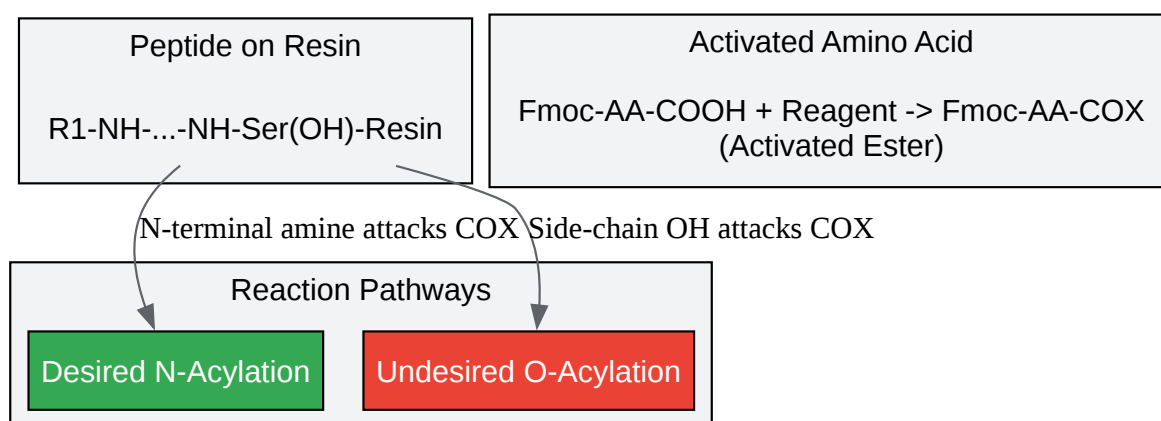 Peptide on Resin
R1-NH-...-NH-Ser(OH)-Resin
Activated Amino Acid
Fmoc-AA-COOH + Reagent -> Fmoc-AA-COX
(Activated Ester)
N-terminal amine attacks COX
Side-chain OH attacks COX
Reaction Pathways
Desired N-Acylation
Undesired O-Acylation